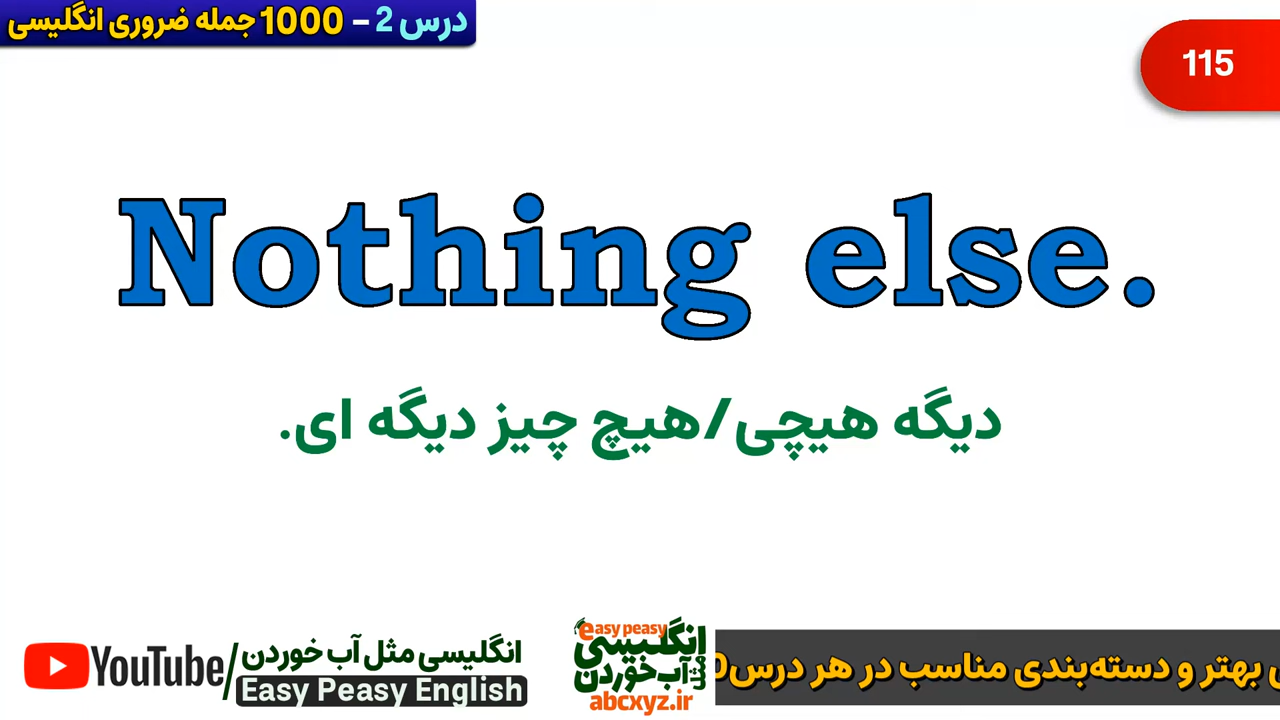 درس 2 – 1000 جمله ضروری انگلیسی
115
Nothing else.
دیگه هیچی/هیچ چیز دیگه ای.
YouTube/انگلیسی مثل آب خوردن
Easy Peasy English
easy peasy
انگلیسی
مثل آب خوردن
abcxyz.ir
بهتر و دسته‌بندی مناسب در هر درس